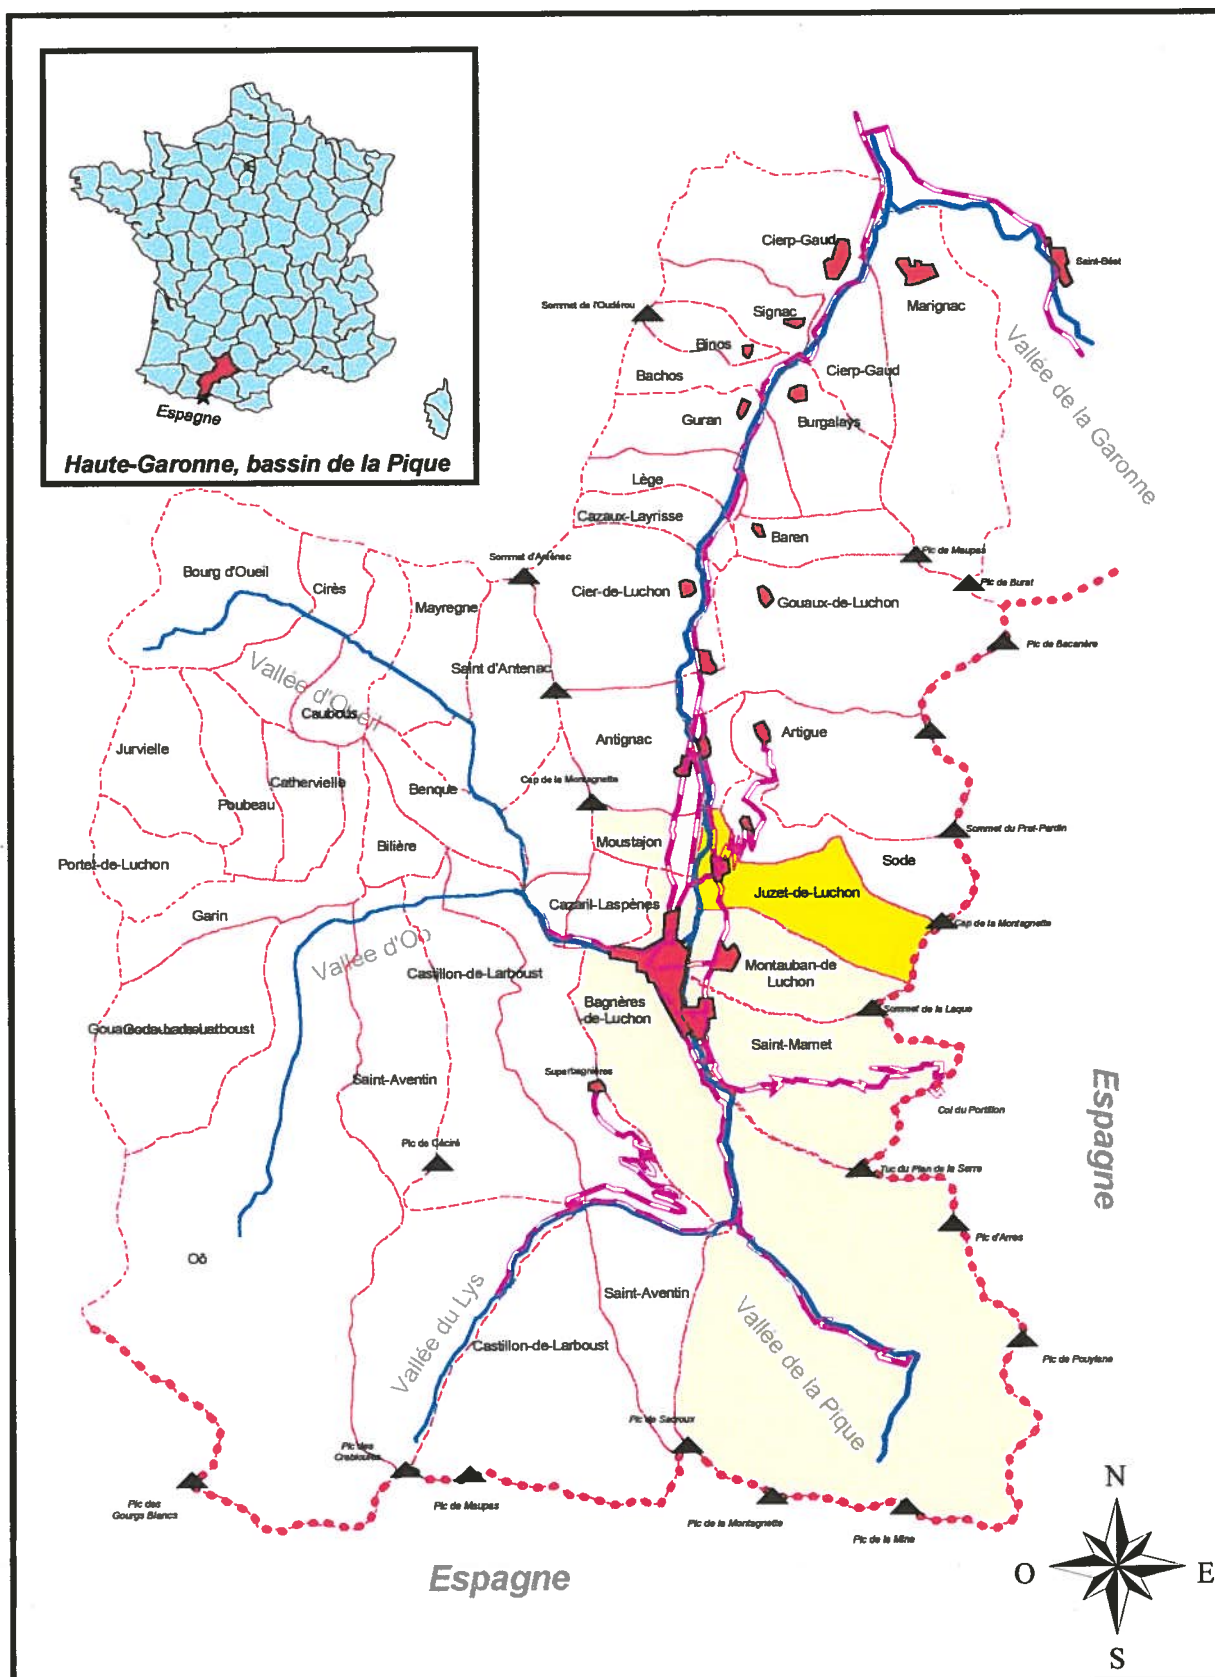 Espagne
Haute-Garonne, bassin de la Pique
Cierp-Gaud
Saint-Béat
Marignac
Sommet de l'Oudérou
Signac
Binos
Bachos
Cierp-Gaud
Vallée de la Garonne
Guran
Burgalays
Lège
Cazaux-Layrisse
Baren
Pic de Maupas
Sommet d'Antenac
Bourg d'Oueil
Cirès
Mayregne
Cier-de-Luchon
Gouaux-de-Luchon
Pic de Burat
Pic de Bacanère
Saint d'Antenac
Vallée d'Oueil
Caubous
Jurvielle
Antignac
Artigue
Cathervielle
Poubeau
Benque
Cap de la Montagnette
Moustajon
Sommet du Prat-Pardin
Bilière
Portet-de-Luchon
Sode
Juzet-de-Luchon
Garin
Cazaril-Laspènes
Cap de la Montagnette
Vallée d'Oô
Castillon-de-Larboust
Montauban-de
Luchon
Bagnères
de-Luchon
Sommet de la Laque
Saint-Mamet
Saint-Aventin
Superbagnères
Col du Portillon
Espagne
Pic de Céciré
Tuc du Plan de la Serre
Pic d'Arres
Oô
Saint-Aventin
Vallée du Lys
Vallée de la Pique
Castillon-de-Larboust
Pic de Pouylane
Pic de Sacroux
Pic des
Crabioules
Pic des
Gourgs Blancs
Pic de Maupas
Pic de la Montagnette
Pic de la Mine
Espagne
N
O
E
S